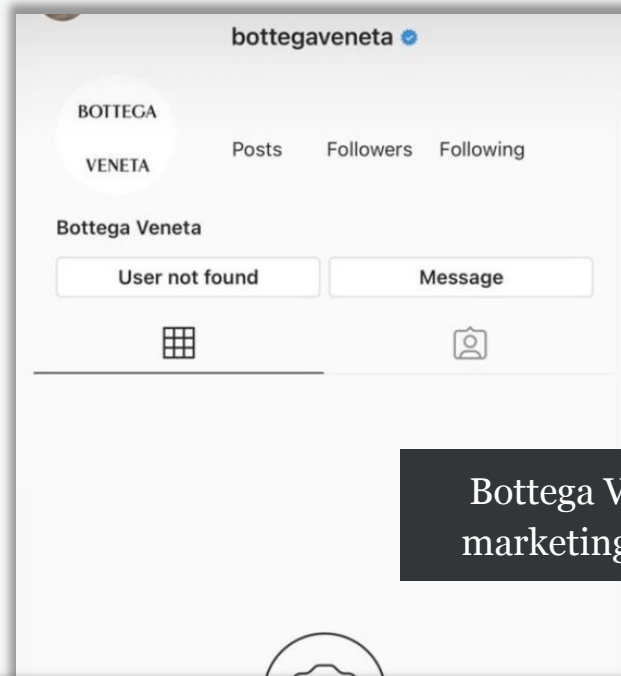 bottegaveneta
BOTTEGA
VENETA
Posts Followers Following
Bottega Veneta
User not found Message
Bottega
marketing